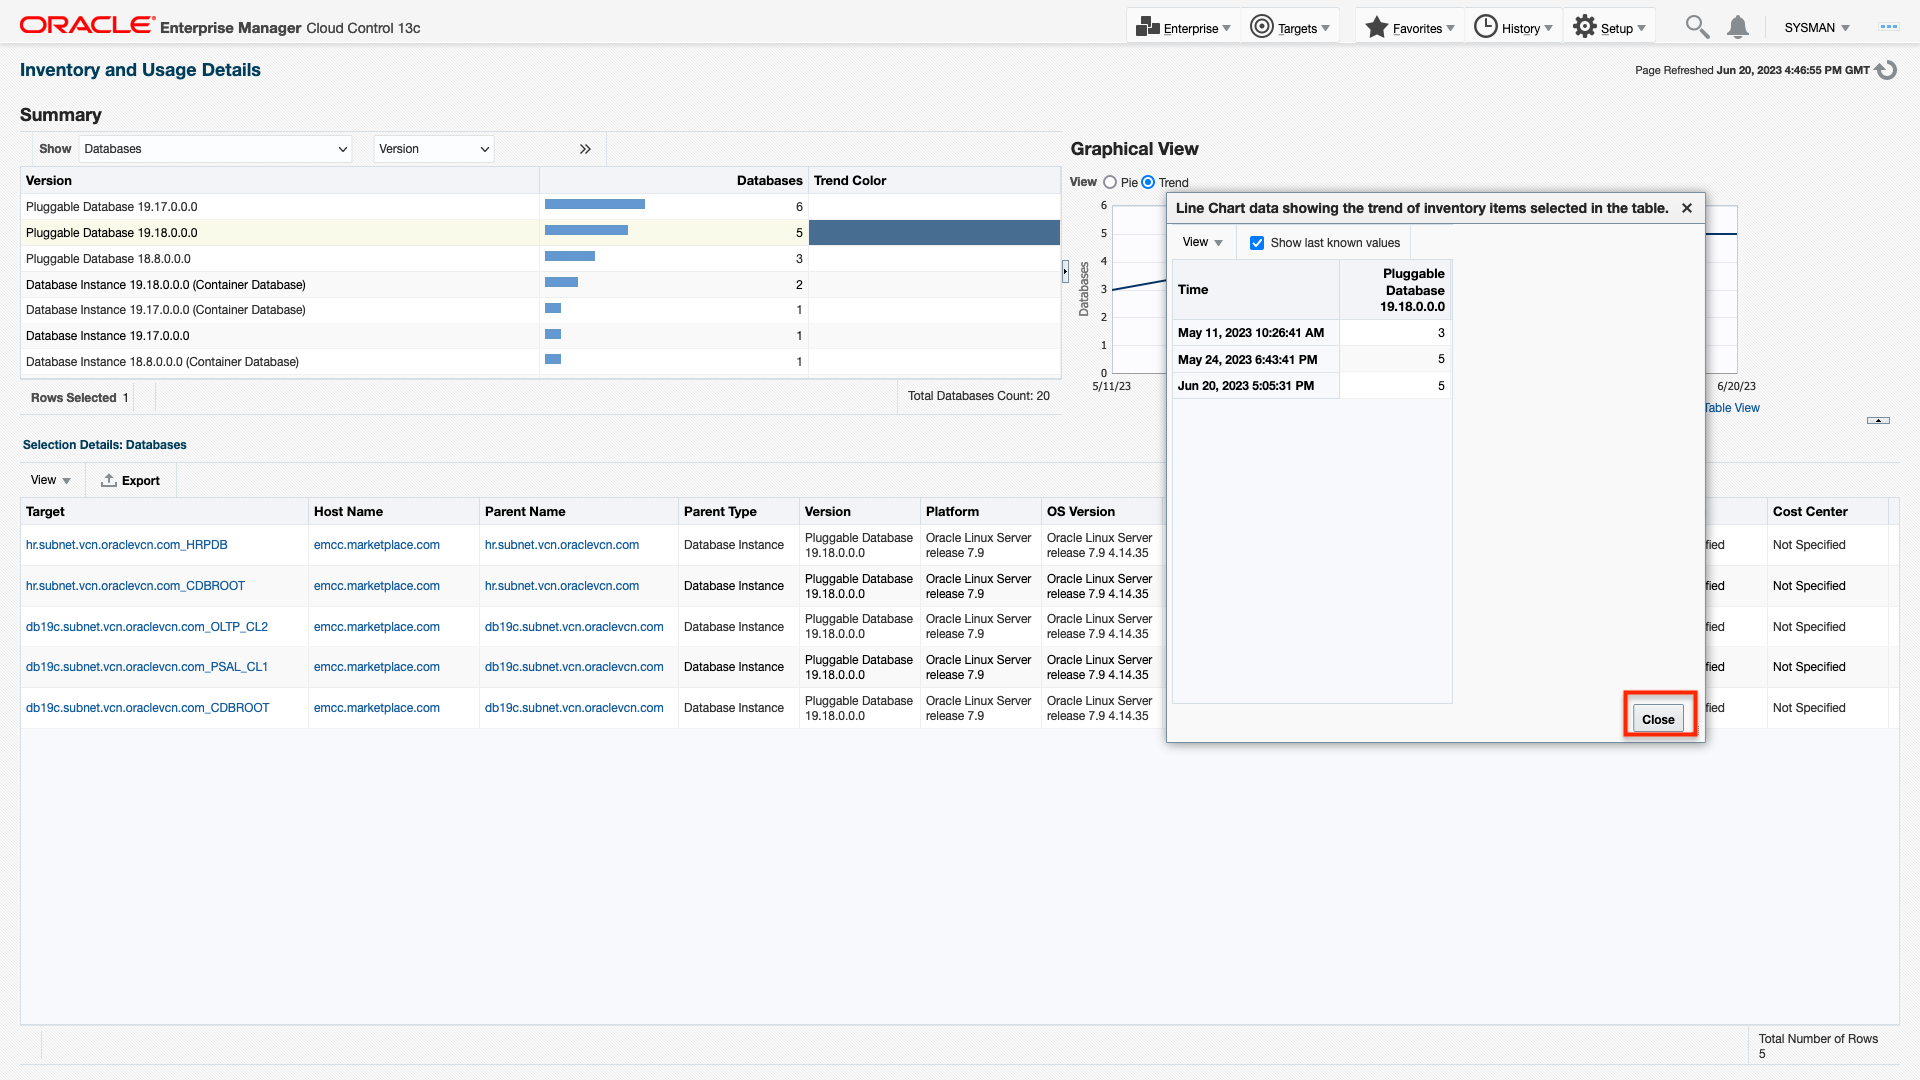 ORACLE Enterprise Manager Cloud Control 13c
Enterprise
Targets
Favorites
History
Setup
SYSMAN
Inventory and Usage Details
Page Refreshed Jun 20, 2023 4:46:55 PM GMT
Summary
Show Databases Version
Version Databases Trend Color
Pluggable Database 19.17.0.0.0 6
Pluggable Database 19.18.0.0.0 5
Pluggable Database 18.8.0.0.0 3
Database Instance 19.18.0.0.0 (Container Database) 2
Database Instance 19.17.0.0.0 (Container Database) 1
Database Instance 19.17.0.0.0 1
Database Instance 18.8.0.0.0 (Container Database) 1
Rows Selected 1
Total Databases Count: 20
Graphical View
View Pie Trend
6
5
4
3
2
1
0
Databases
5/11/23
6/20/23
Table View
Line Chart data showing the trend of inventory items selected in the table.
View Show last known values
Time Pluggable Database 19.18.0.0.0
May 11, 2023 10:26:41 AM 3
May 24, 2023 6:43:41 PM 5
Jun 20, 2023 5:05:31 PM 5
Close
Selection Details: Databases
View Export
Target Host Name Parent Name Parent Type Version Platform OS Version Cost Center
hr.subnet.vcn.oraclevcn.com_HRPDB emcc.marketplace.com hr.subnet.vcn.oraclevcn.com Database Instance Pluggable Database 19.18.0.0.0 Oracle Linux Server release 7.9 Oracle Linux Server release 7.9 4.14.35 fied Not Specified
hr.subnet.vcn.oraclevcn.com_CDBROOT emcc.marketplace.com hr.subnet.vcn.oraclevcn.com Database Instance Pluggable Database 19.18.0.0.0 Oracle Linux Server release 7.9 Oracle Linux Server release 7.9 4.14.35 fied Not Specified
db19c.subnet.vcn.oraclevcn.com_OLTP_CL2 emcc.marketplace.com db19c.subnet.vcn.oraclevcn.com Database Instance Pluggable Database 19.18.0.0.0 Oracle Linux Server release 7.9 Oracle Linux Server release 7.9 4.14.35 fied Not Specified
db19c.subnet.vcn.oraclevcn.com_PSAL_CL1 emcc.marketplace.com db19c.subnet.vcn.oraclevcn.com Database Instance Pluggable Database 19.18.0.0.0 Oracle Linux Server release 7.9 Oracle Linux Server release 7.9 4.14.35 fied Not Specified
db19c.subnet.vcn.oraclevcn.com_CDBROOT emcc.marketplace.com db19c.subnet.vcn.oraclevcn.com Database Instance Pluggable Database 19.18.0.0.0 Oracle Linux Server release 7.9 Oracle Linux Server release 7.9 4.14.35 fied Not Specified
Total Number of Rows
5